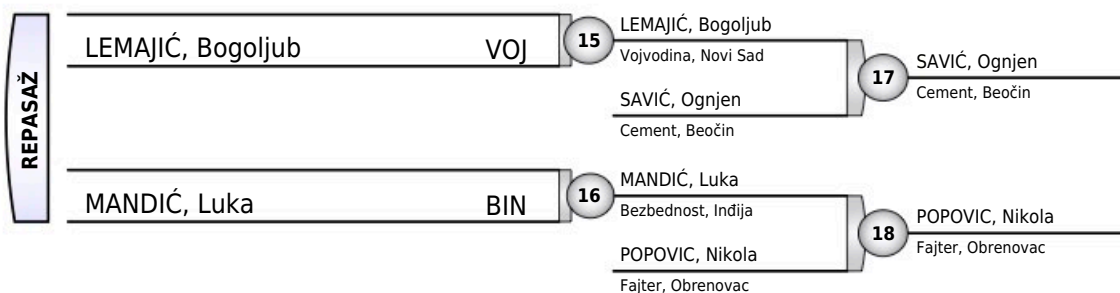 REPASAŽ
LEMAJIĆ, Bogoljub VOJ
15
LEMAJIĆ, Bogoljub
Vojvodina, Novi Sad
SAVIĆ, Ognjen
Cement, Beočin
17
SAVIĆ, Ognjen
Cement, Beočin
MANDIĆ, Luka BIN
16
MANDIĆ, Luka
Bezbednost, Inđija
POPOVIC, Nikola
Fajter, Obrenovac
18
POPOVIC, Nikola
Fajter, Obrenovac